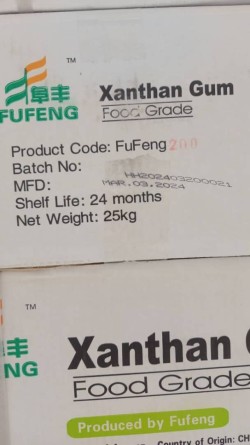 TM
阜丰
FUFENG
Xanthan Gum
Food Grade
Product Code: FuFeng 200
Batch No:
HH202403200021
MFD:
MAR.03.2024
Shelf Life: 24 months
Net Weight: 25kg
TM
丰
NG
Xanthan
Food Grade
Produced by Fufeng
Country of Origin: CH